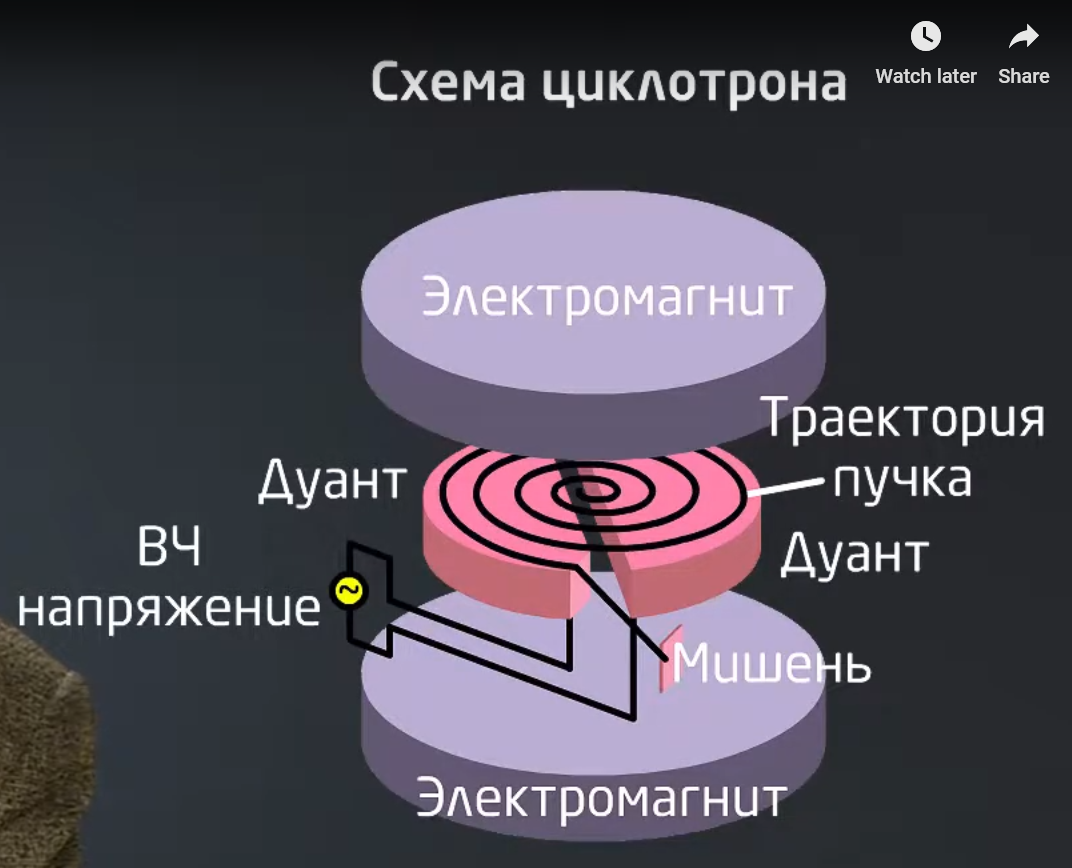 Watch later
Share
Схема циклотрона
Электромагнит
Траектория
пучка
Дуант
ВЧ
напряжение
Дуант
Мишень
Электромагнит